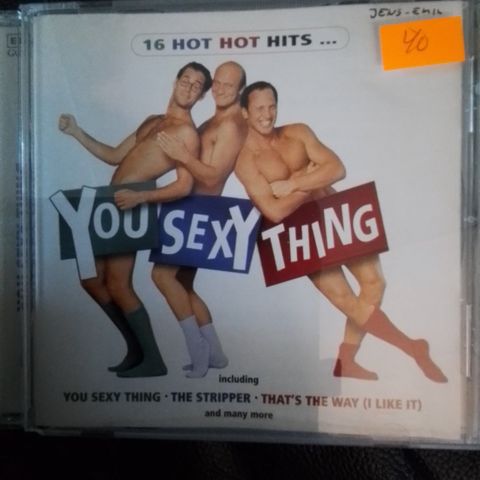 JENS-EMIL
40
16 HOT HOT HITS ...
YOU SEXY THING
including
YOU SEXY THING · THE STRIPPER · THAT'S THE WAY (I LIKE IT)
and many more